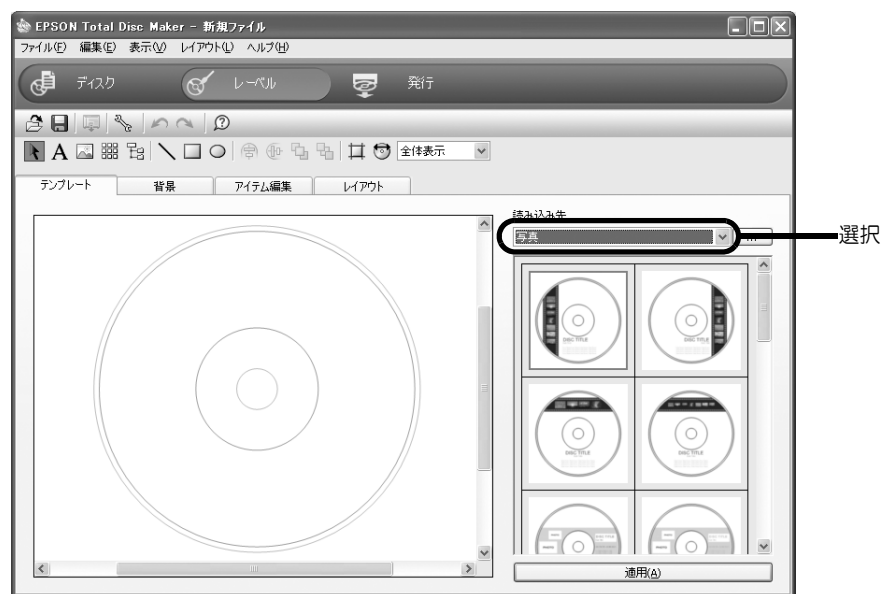 EPSON Total Disc Maker - 新規ファイル
ファイル(F) 編集(E) 表示(V) レイアウト(L) ヘルプ(H)
ディスク レーベル 発行
全体表示
テンプレート 背景 アイテム編集 レイアウト
読み込み先
写真 ...
選択
DISC TITLE DISC TITLE
DISC TITLE DISC TITLE
適用(A)